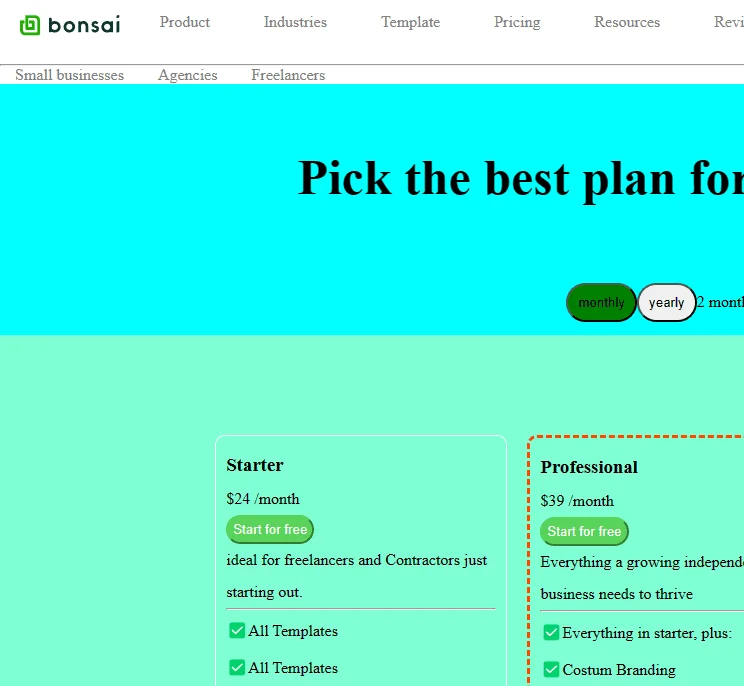 bonsai Product Industries Template Pricing Resources Revi
Small businesses Agencies Freelancers
Pick the best plan for
monthly yearly 2 month
Starter
$24 /month
Start for free
ideal for freelancers and Contractors just
starting out.
All Templates
All Templates
Professional
$39 /month
Start for free
Everything a growing independe
business needs to thrive
Everything in starter, plus:
Costum Branding